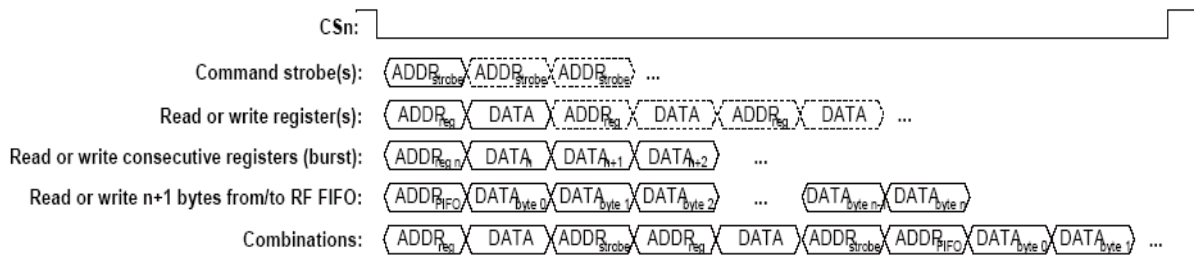 CSn:
Command strobe(s): ADDRstrobe ADDRstrobe ADDRstrobe ...
Read or write register(s): ADDRreg DATA ADDRreg DATA ADDRreg DATA ...
Read or write consecutive registers (burst): ADDRreg n DATAn DATAn+1 DATAn+2 ...
Read or write n+1 bytes from/to RF FIFO: ADDRFIFO DATAbyte 0 DATAbyte 1 DATAbyte 2 ... DATAbyte n- DATAbyte n
Combinations: ADDRreg DATA ADDRstrobe ADDRreg DATA ADDRstrobe ADDRFIFO DATAbyte 0 DATAbyte 1 ...